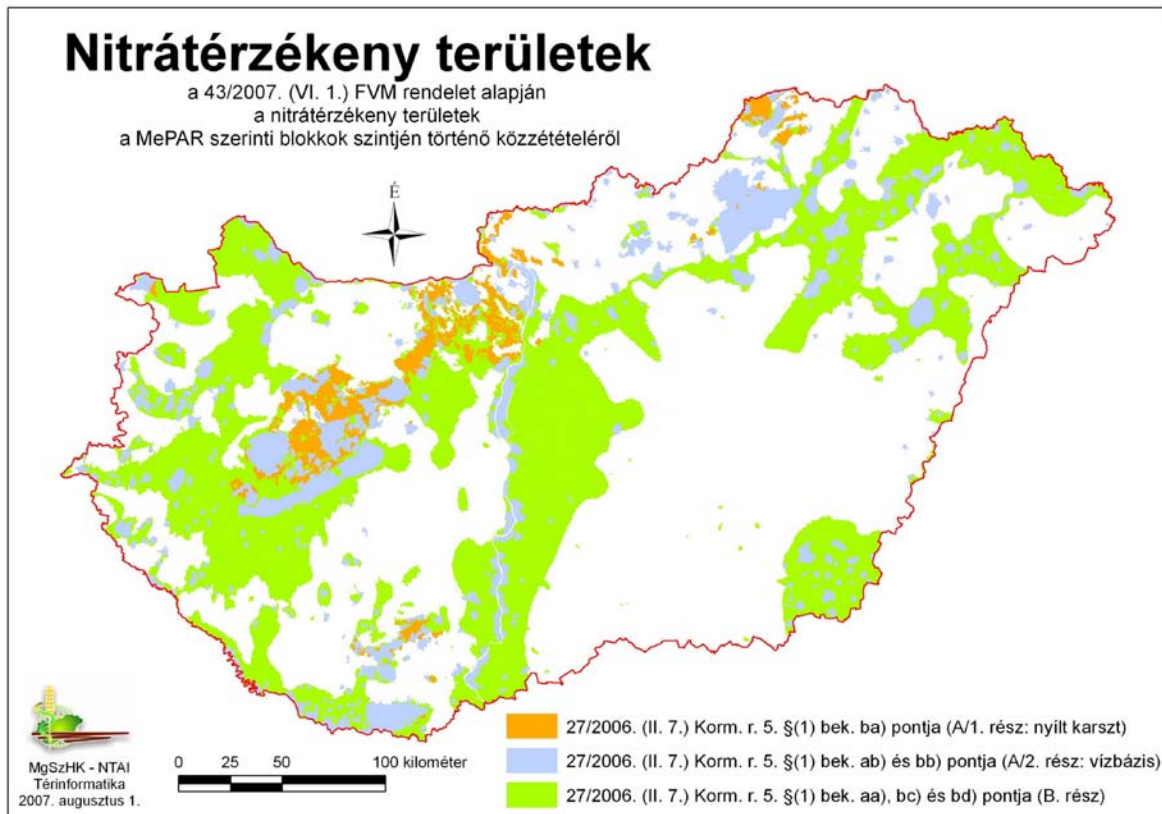 Nitrátérzékeny területek
a 43/2007. (VI. 1.) FVM rendelet alapján
a nitrátérzékeny területek
a MePAR szerinti blokkok szintjén történő közzétételéről
É
MgSzHK - NTAI
Térinformatika
2007. augusztus 1.
0 25 50 100 kilométer
27/2006. (II. 7.) Korm. r. 5. §(1) bek. ba) pontja (A/1. rész: nyílt karszt)
27/2006. (II. 7.) Korm. r. 5. §(1) bek. ab) és bb) pontja (A/2. rész: vízbázis)
27/2006. (II. 7.) Korm. r. 5. §(1) bek. aa), bc) és bd) pontja (B. rész)